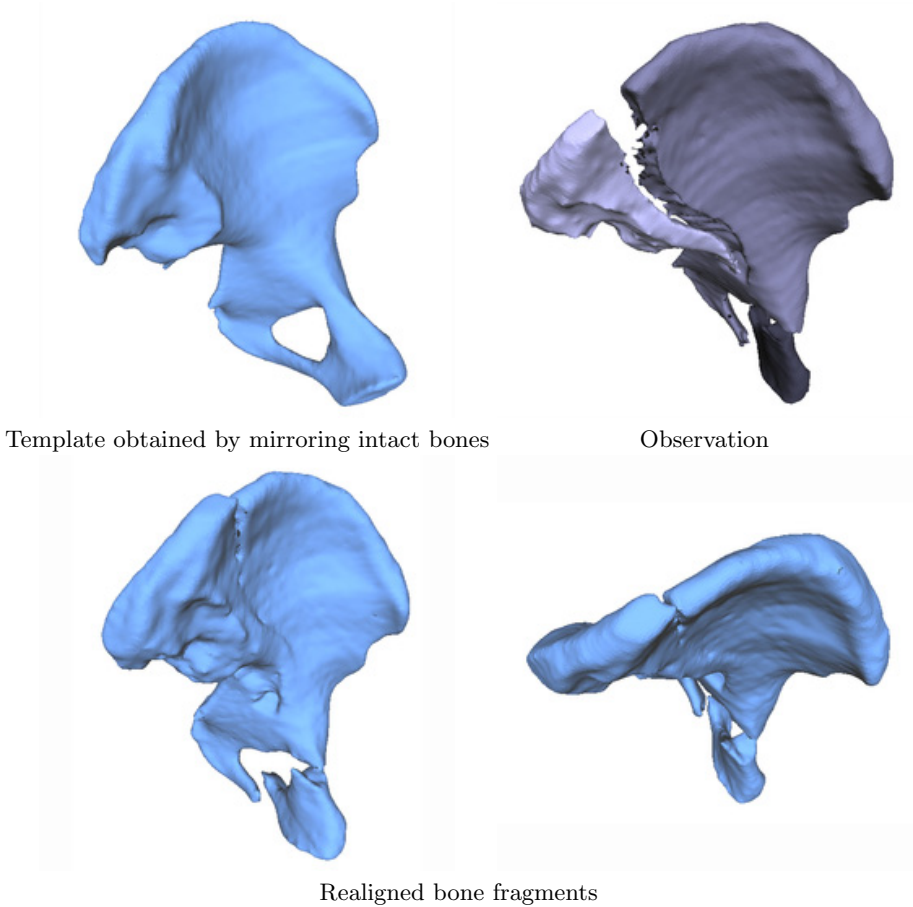 Template obtained by mirroring intact bones
Observation
Realigned bone fragments